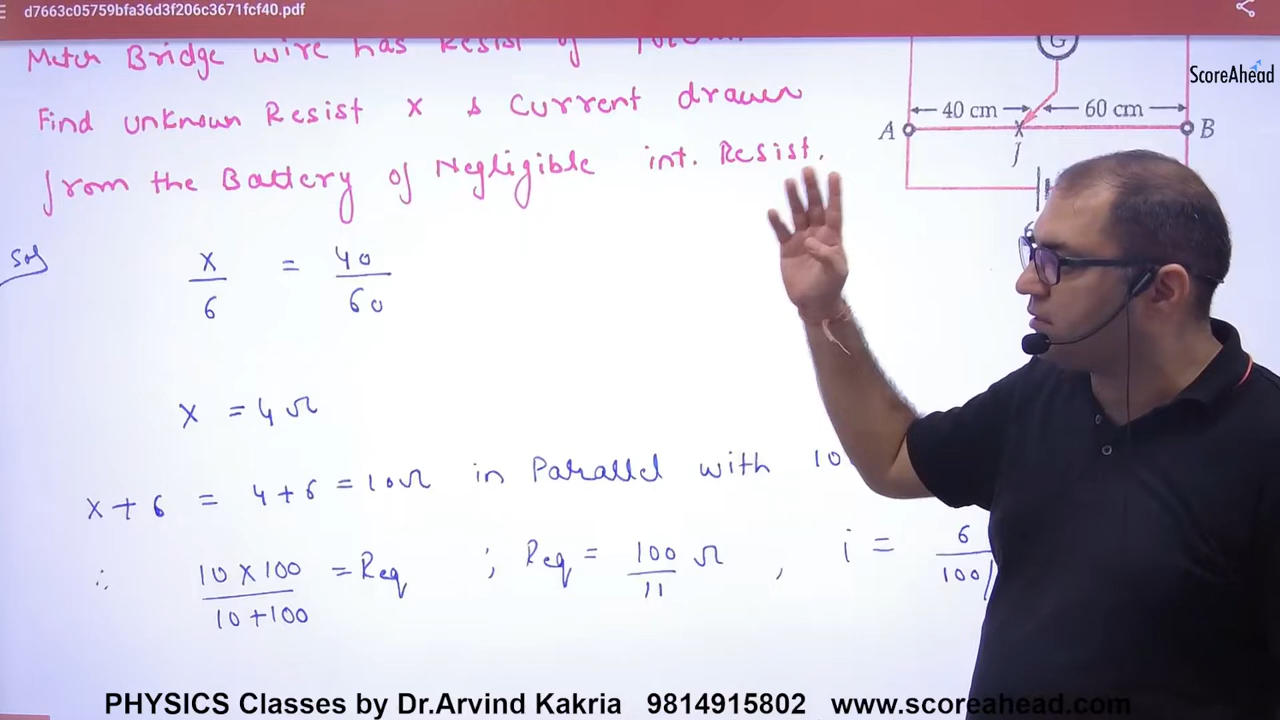 d7663c05759bfa36d3f206c3671fcf40.pdf
ScoreAhead
Meter Bridge wire has Resist of
Find unknown Resist X & Current drawn
from the Battery of Negligible int. Resist.
G
40 cm 60 cm
A B
J
Sol
X/6 = 40/60
X = 4 Ω
X + 6 = 4 + 6 = 10 Ω in Parallel with 10
∴ 10 X 100 / 10 + 100 = Req ; Req = 100/11 Ω , i = 6/100/
PHYSICS Classes by Dr.Arvind Kakria 9814915802 www.scoreahead.com